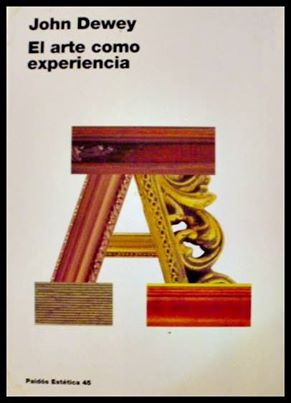 John Dewey
El arte como
experiencia
Paidós Estética 45